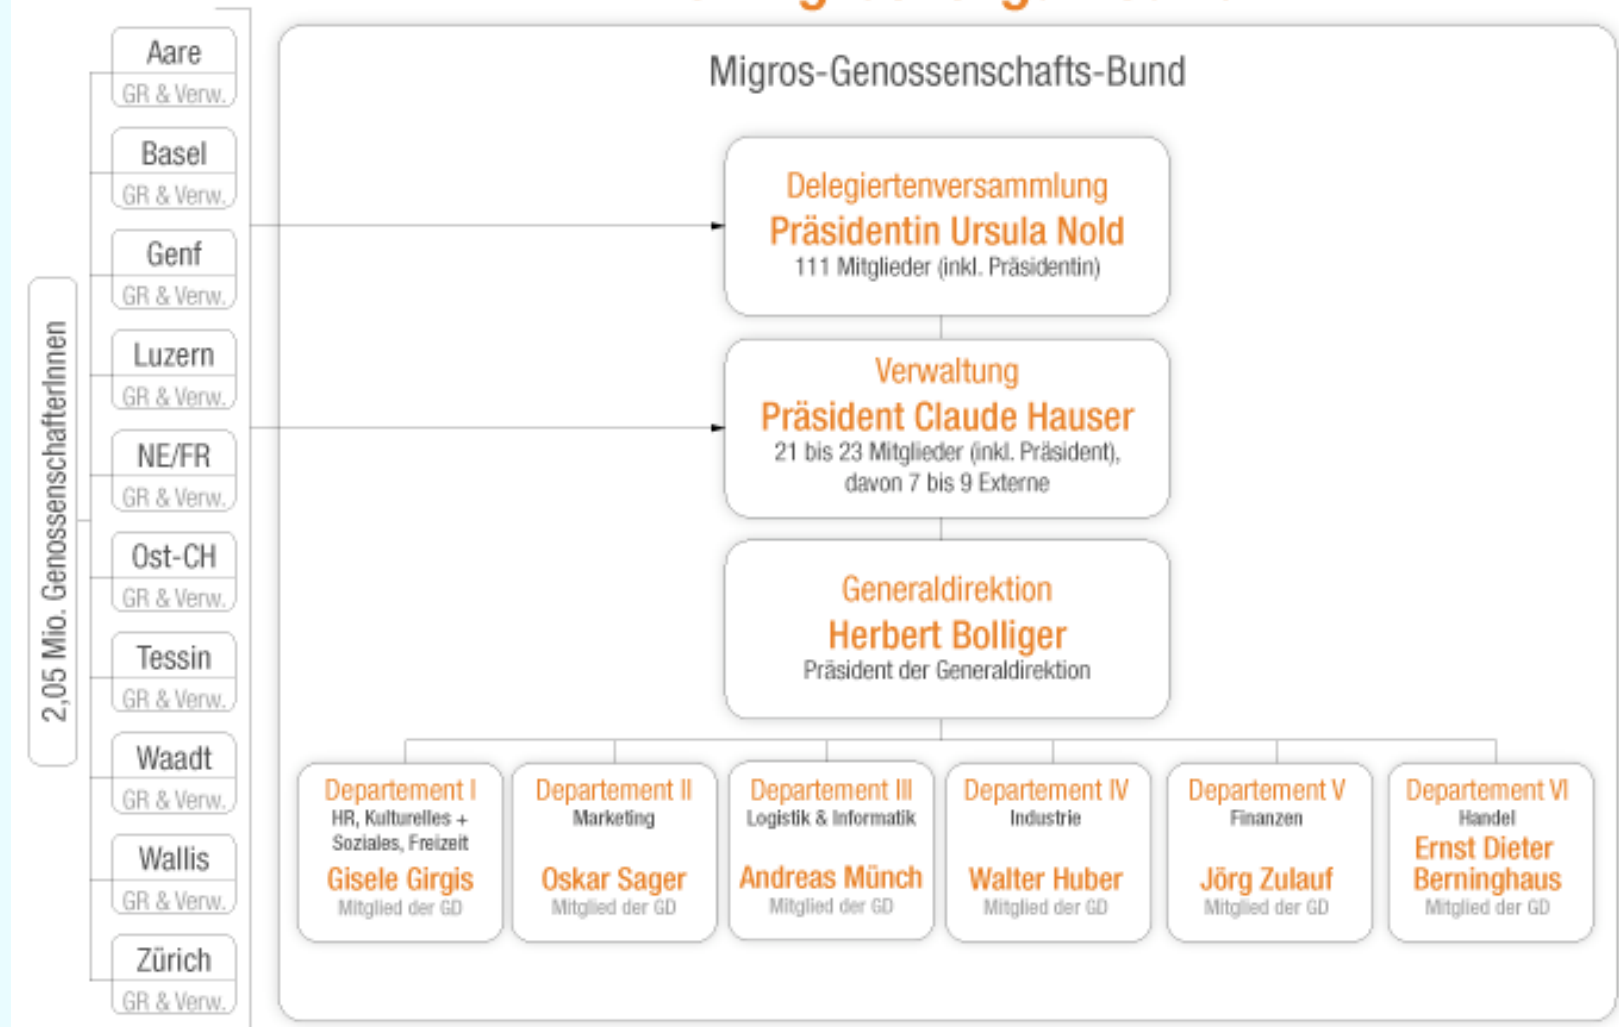 Migros-Genossenschafts-Bund
2,05 Mio. GenossenschafterInnen
Aare
GR & Verw.
Basel
GR & Verw.
Genf
GR & Verw.
Luzern
GR & Verw.
NE/FR
GR & Verw.
Ost-CH
GR & Verw.
Tessin
GR & Verw.
Waadt
GR & Verw.
Wallis
GR & Verw.
Zürich
GR & Verw.
Delegiertenversammlung
Präsidentin Ursula Nold
111 Mitglieder (inkl. Präsidentin)
Verwaltung
Präsident Claude Hauser
21 bis 23 Mitglieder (inkl. Präsident),
davon 7 bis 9 Externe
Generaldirektion
Herbert Bolliger
Präsident der Generaldirektion
Departement I
HR, Kulturelles +
Soziales, Freizeit
Gisele Girgis
Mitglied der GD
Departement II
Marketing
Oskar Sager
Mitglied der GD
Departement III
Logistik & Informatik
Andreas Münch
Mitglied der GD
Departement IV
Industrie
Walter Huber
Mitglied der GD
Departement V
Finanzen
Jörg Zulauf
Mitglied der GD
Departement VI
Handel
Ernst Dieter
Berninghaus
Mitglied der GD